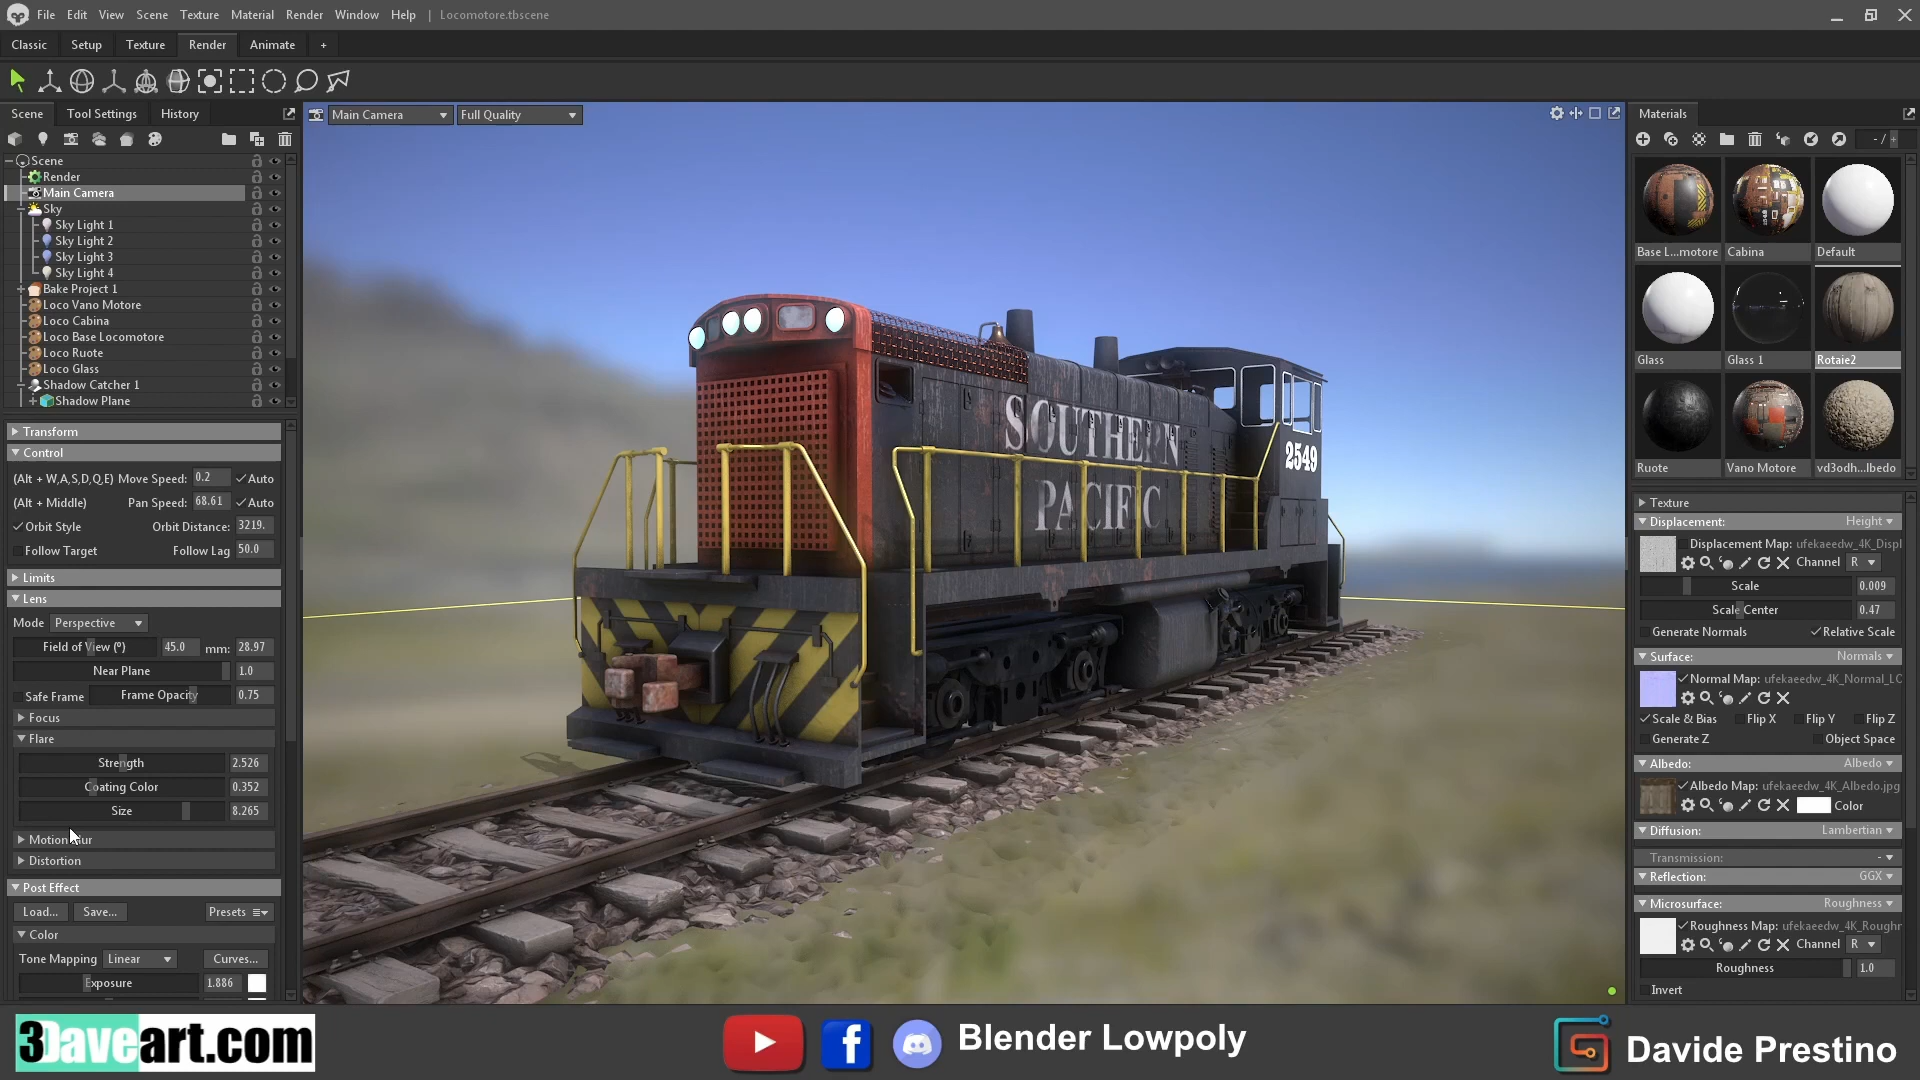 File Edit View Scene Texture Material Render Window Help | Locomotore.tbscene
Classic Setup Texture Render Animate +
Scene Tool Settings History
Main Camera Full Quality
Materials
- / +
Scene
Render
Main Camera
Sky
Sky Light 1
Sky Light 2
Sky Light 3
Sky Light 4
Bake Project 1
Loco Vano Motore
Loco Cabina
Loco Base Locomotore
Loco Ruote
Loco Glass
Shadow Catcher 1
Shadow Plane
Transform
Control
(Alt + W,A,S,D,Q,E) Move Speed: 0.2 Auto
(Alt + Middle) Pan Speed: 68.61 Auto
Orbit Style Orbit Distance: 3219.
Follow Target Follow Lag 50.0
Limits
Lens
Mode Perspective
Field of View (º) 45.0 mm: 28.97
Near Plane 1.0
Safe Frame Frame Opacity 0.75
Focus
Flare
Strength 2.526
Coating Color 0.352
Size 8.265
Distortion
Post Effect
Load... Save... Presets
Color
Tone Mapping Linear Curves...
Exposure 1.886
SOUTHERN
PACIFIC
2549
Base L...motore Cabina Default
Glass Glass 1 Rotaie2
Ruote Vano Motore vd3odh...lbedo
Texture
Displacement: Height
Displacement Map: ufekaeedw_4K_Displ
Channel R
Scale 0.009
Scale Center 0.47
Generate Normals Relative Scale
Surface: Normals
Normal Map: ufekaeedw_4K_Normal_LO
Scale & Bias Flip X Flip Y Flip Z
Generate Z Object Space
Albedo: Albedo
Albedo Map: ufekaeedw_4K_Albedo.jpg
Color
Diffusion: Lambertian
Transmission: -
Reflection: GGX
Microsurface: Roughness
Roughness Map: ufekaeedw_4K_Roughr
Channel R
Roughness 1.0
Invert
3Daveart.com
Blender Lowpoly
Davide Prestino